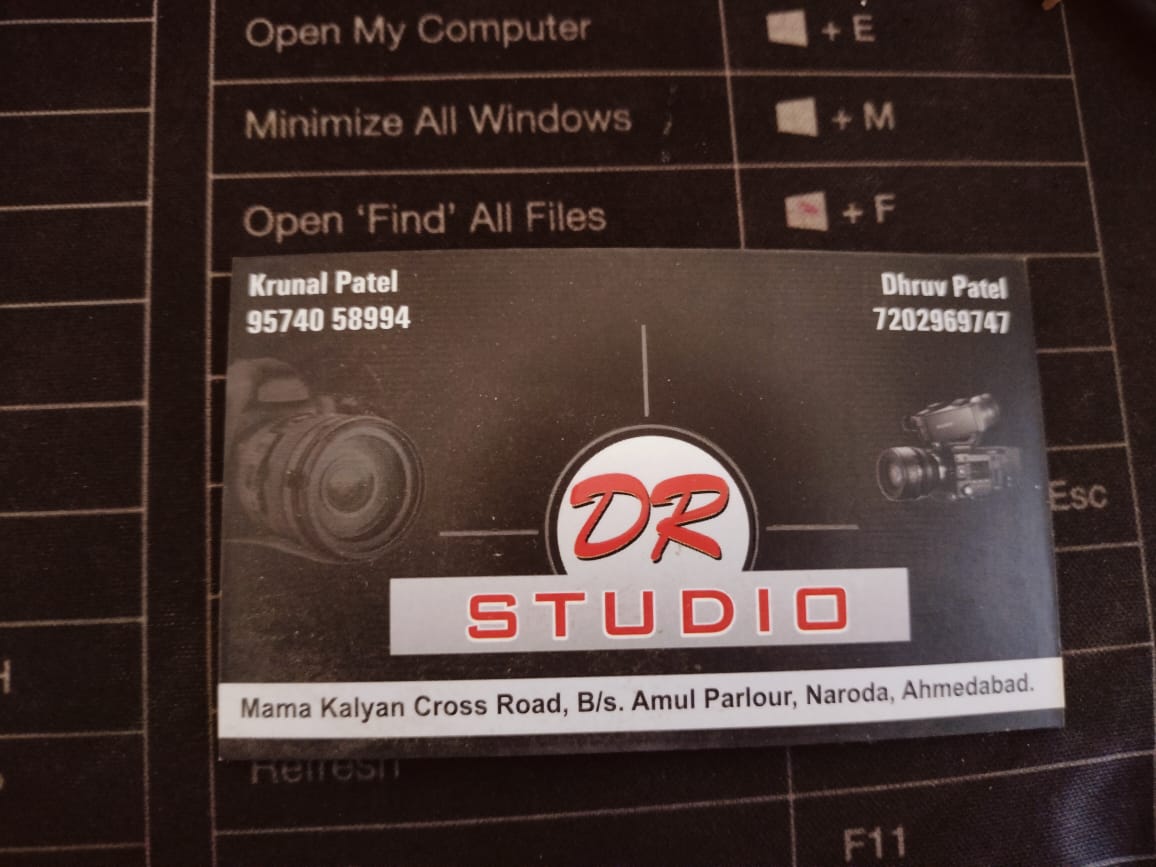 Open My Computer + E
Minimize All Windows + M
Open ‘Find’ All Files + F
Krunal Patel
95740 58994
Dhruv Patel
7202969747
DR
STUDIO
Esc
Mama Kalyan Cross Road, B/s. Amul Parlour, Naroda, Ahmedabad.
H
Refresh
F11